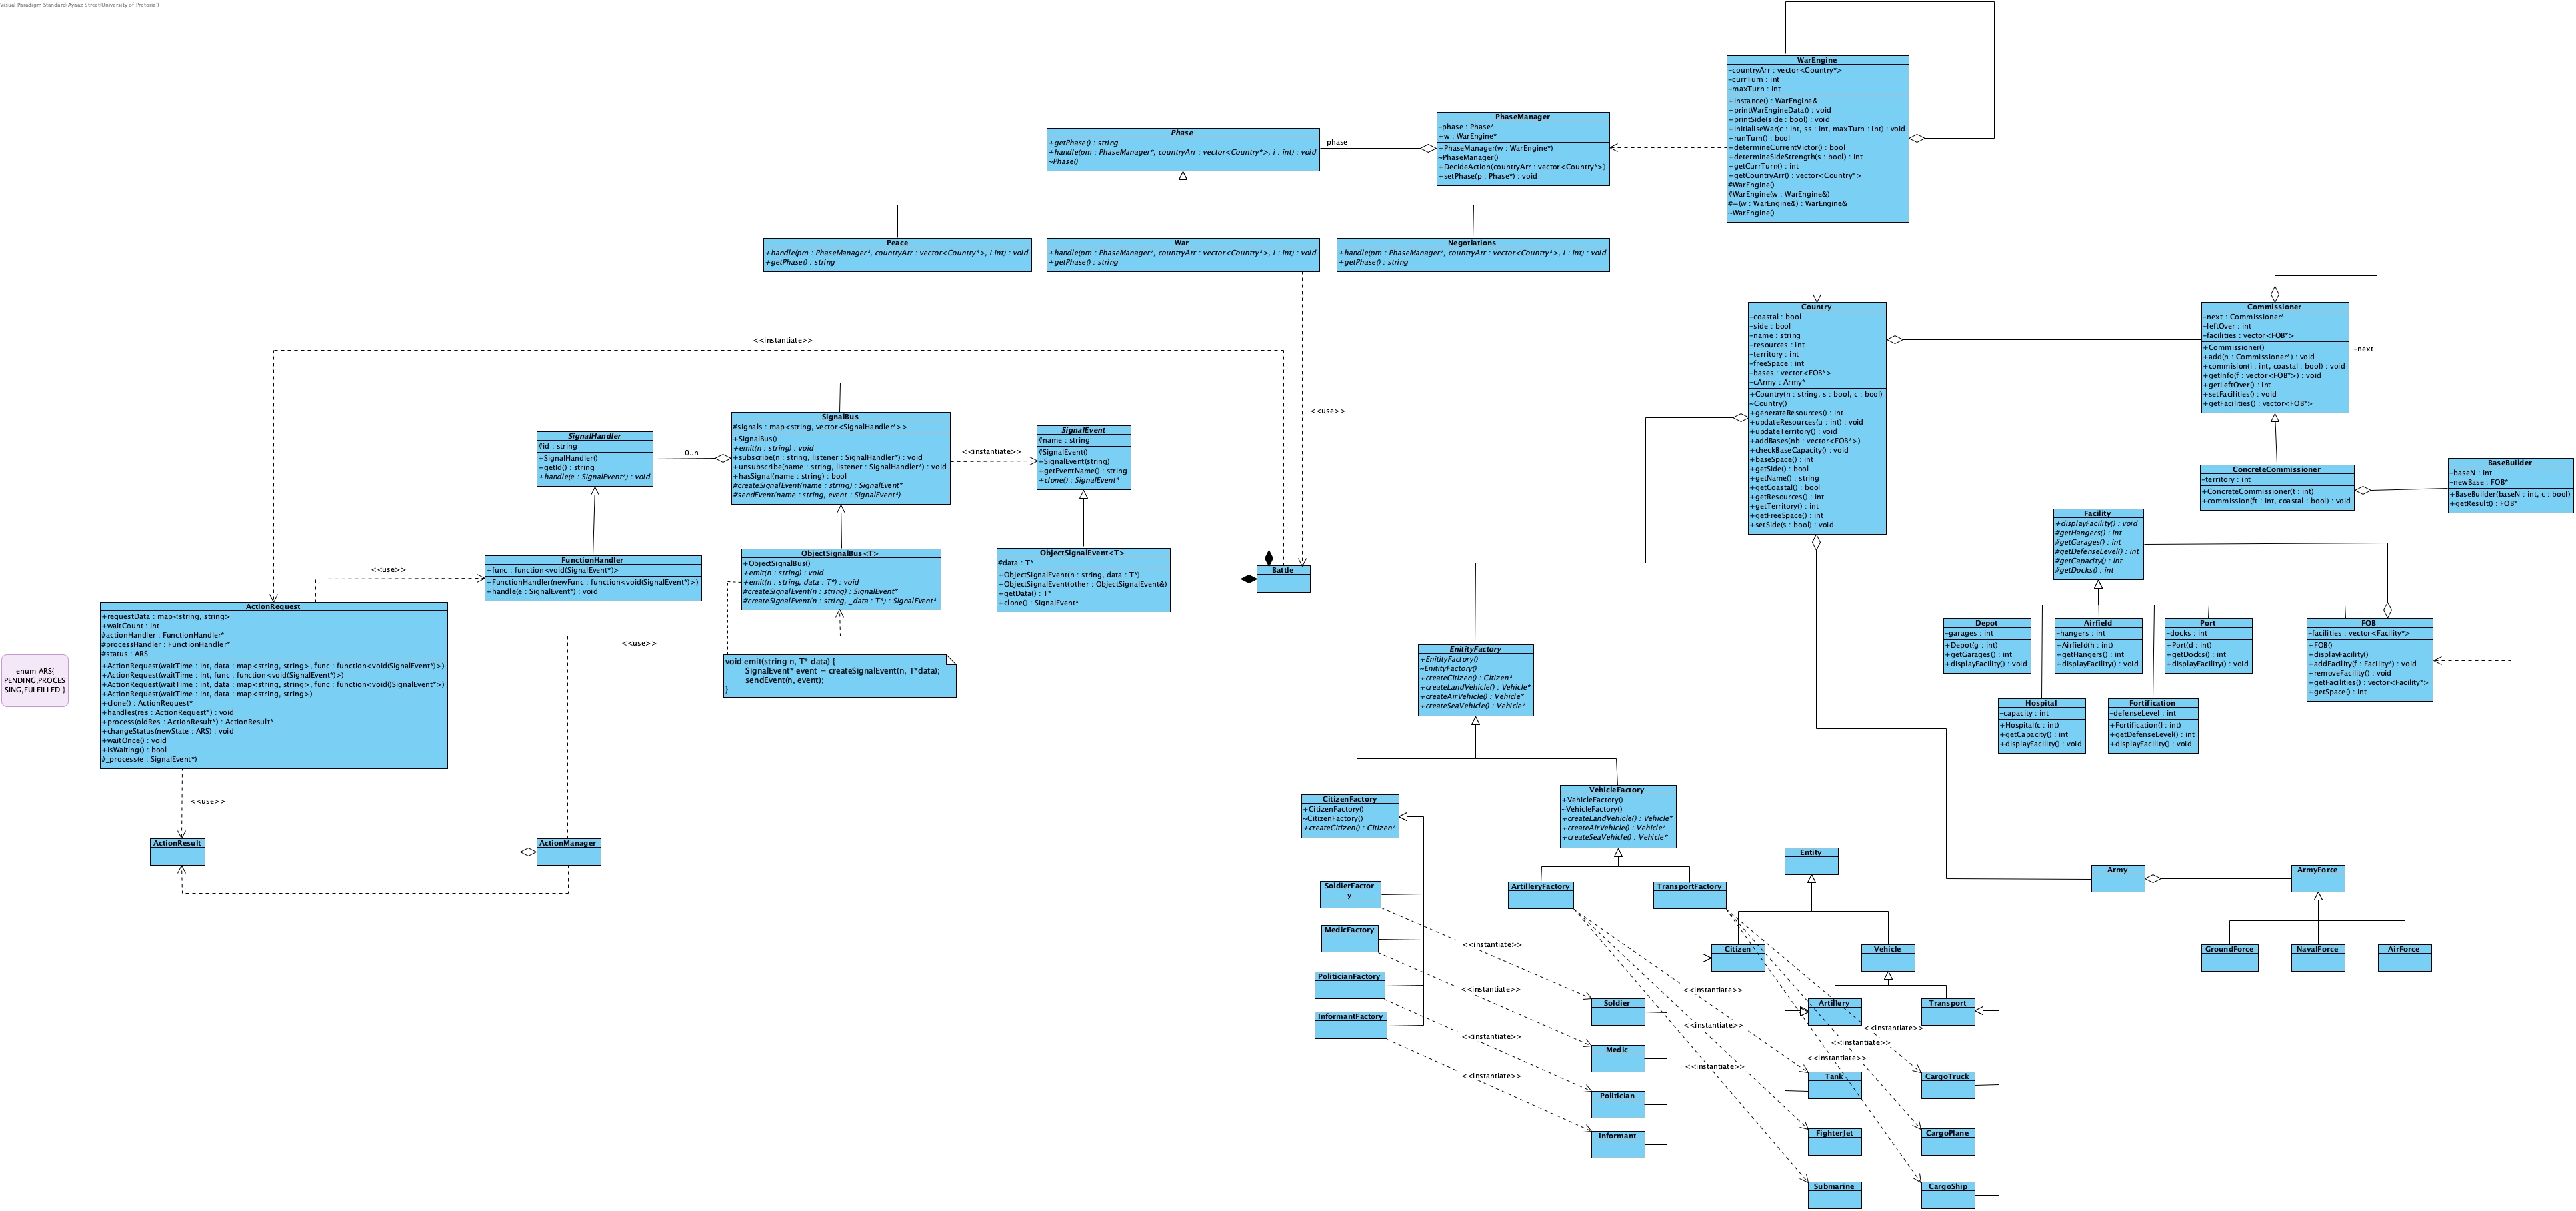 Visual Paradigm Standard(Ayaaz Street(University of Pretoria))
WarEngine
-countryArr : vector<Country*>
-currTurn : int
-maxTurn : int
+instance() : WarEngine&
+printWarEngineData() : void
+printSide(side : bool) : void
+initialiseWar(c : int, ss : int, maxTurn : int) : void
+runTurn() : bool
+determineCurrentVictor() : bool
+determineSideStrength(s : bool) : int
+getCurrTurn() : int
+getCountryArr() : vector<Country*>
#WarEngine()
#WarEngine(w : WarEngine&)
#=(w : WarEngine&) : WarEngine&
~WarEngine()
PhaseManager
-phase : Phase*
+w : WarEngine*
+PhaseManager(w : WarEngine*)
~PhaseManager()
+DecideAction(countryArr : vector<Country*>)
+setPhase(p : Phase*) : void
phase
Phase
+getPhase() : string
+handle(pm : PhaseManager*, countryArr : vector<Country*>, i : int) : void
~Phase()
Peace
+handle(pm : PhaseManager*, countryArr : vector<Country*>, i int) : void
+getPhase() : string
War
+handle(pm : PhaseManager*, countryArr : vector<Country*>, i : int) : void
+getPhase() : string
Negotiations
+handle(pm : PhaseManager*, countryArr : vector<Country*>, i : int) : void
+getPhase() : string
Country
-coastal : bool
-side : bool
-name : string
-resources : int
-territory : int
-freeSpace : int
-bases : vector<FOB*>
-cArmy : Army*
+Country(n : string, s : bool, c : bool)
~Country()
+generateResources() : int
+updateResources(u : int) : void
+updateTerritory() : void
+addBases(nb : vector<FOB*>)
+checkBaseCapacity() : void
+baseSpace() : int
+getSide() : bool
+getName() : string
+getCoastal() : bool
+getResources() : int
+getTerritory() : int
+getFreeSpace() : int
+setSide(s : bool) : void
Commissioner
-next : Commissioner*
-leftOver : int
-facilities : vector<FOB*>
+Commissioner()
+add(n : Commissioner*) : void
+commision(i : int, coastal : bool) : void
+getInfo(f : vector<FOB*>) : void
+getLeftOver() : int
+setFacilities() : void
+getFacilities() : vector<FOB*>
-next
ConcreteCommissioner
-territory : int
+ConcreteCommissioner(t : int)
+commission(ft : int, coastal : bool) : void
BaseBuilder
-baseN : int
-newBase : FOB*
+BaseBuilder(baseN : int, c : bool)
+getResult() : FOB*
Facility
+displayFacility() : void
#getHangers() : int
#getGarages() : int
#getDefenseLevel() : int
#getCapacity() : int
#getDocks() : int
Depot
-garages : int
+Depot(g : int)
+getGarages() : int
+displayFacility() : void
Airfield
-hangers : int
+Airfield(h : int)
+getHangers() : int
+displayFacility() : void
Port
-docks : int
+Port(d : int)
+getDocks() : int
+displayFacility() : void
FOB
-facilities : vector<Facility*>
+FOB()
+displayFacility()
+addFacility(f : Facility*) : void
+removeFacility() : void
+getFacilities() : vector<Facility*>
+getSpace() : int
Hospital
-capacity : int
+Hospital(c : int)
+getCapacity() : int
+displayFacility() : void
Fortification
-defenseLevel : int
+Fortification(l : int)
+getDefenseLevel() : int
+displayFacility() : void
<<instantiate>>
<<use>>
SignalHandler
#id : string
+SignalHandler()
+getId() : string
+handle(e : SignalEvent*) : void
0..n
SignalBus
#signals : map<string, vector<SignalHandler*>>
+SignalBus()
+emit(n : string) : void
+subscribe(n : string, listener : SignalHandler*) : void
+unsubscribe(name : string, listener : SignalHandler*) : void
+hasSignal(name : string) : bool
#createSignalEvent(name : string) : SignalEvent*
#sendEvent(name : string, event : SignalEvent*)
<<instantiate>>
SignalEvent
#name : string
#SignalEvent()
+SignalEvent(string)
+getEventName() : string
+clone() : SignalEvent*
FunctionHandler
+func : function<void(SignalEvent*)>
+FunctionHandler(newFunc : function<void(SignalEvent*)>)
+handle(e : SignalEvent*) : void
<<use>>
ObjectSignalBus<T>
+ObjectSignalBus()
+emit(n : string) : void
+emit(n : string, data : T*) : void
#createSignalEvent(n : string) : SignalEvent*
#createSignalEvent(n : string, _data : T*) : SignalEvent*
ObjectSignalEvent<T>
#data : T*
+ObjectSignalEvent(n : string, data : T*)
+ObjectSignalEvent(other : ObjectSignalEvent&)
+getData() : T*
+clone() : SignalEvent*
Battle
<<use>>
void emit(string n, T* data) {
SignalEvent* event = createSignalEvent(n, T*data);
sendEvent(n, event);
}
enum ARS{
PENDING,PROCES
SING,FULFILLED }
ActionRequest
+requestData : map<string, string>
+waitCount : int
#actionHandler : FunctionHandler*
#processHandler : FunctionHandler*
#status : ARS
+ActionRequest(waitTime : int, data : map<string, string>, func : function<void(SignalEvent*)>)
+ActionRequest(waitTime : int, func : function<void(SignalEvent*)>)
+ActionRequest(waitTime : int, data : map<string, string>, func : function<void()SignalEvent*>)
+ActionRequest(waitTime : int, data : map<string, string>)
+clone() : ActionRequest*
+handles(res : ActionRequest*) : void
+process(oldRes : ActionResult*) : ActionResult*
+changeStatus(newState : ARS) : void
+waitOnce() : void
+isWaiting() : bool
#_process(e : SignalEvent*)
<<use>>
ActionResult
ActionManager
EnitityFactory
+EnitityFactory()
~EnitityFactory()
+createCitizen() : Citizen*
+createLandVehicle() : Vehicle*
+createAirVehicle() : Vehicle*
+createSeaVehicle() : Vehicle*
CitizenFactory
+CitizenFactory()
~CitizenFactory()
+createCitizen() : Citizen*
VehicleFactory
+VehicleFactory()
~VehicleFactory()
+createLandVehicle() : Vehicle*
+createAirVehicle() : Vehicle*
+createSeaVehicle() : Vehicle*
SoldierFactor
y
MedicFactory
PoliticianFactory
InformantFactory
ArtilleryFactory
TransportFactory
Entity
Citizen
Vehicle
Army
ArmyForce
GroundForce
NavalForce
AirForce
<<instantiate>>
<<instantiate>>
<<instantiate>>
<<instantiate>>
Soldier
Medic
Politician
Informant
<<instantiate>>
<<instantiate>>
<<instantiate>>
Artillery
Transport
<<instantiate>>
<<instantiate>>
<<instantiate>>
Tank
CargoTruck
FighterJet
CargoPlane
Submarine
CargoShip